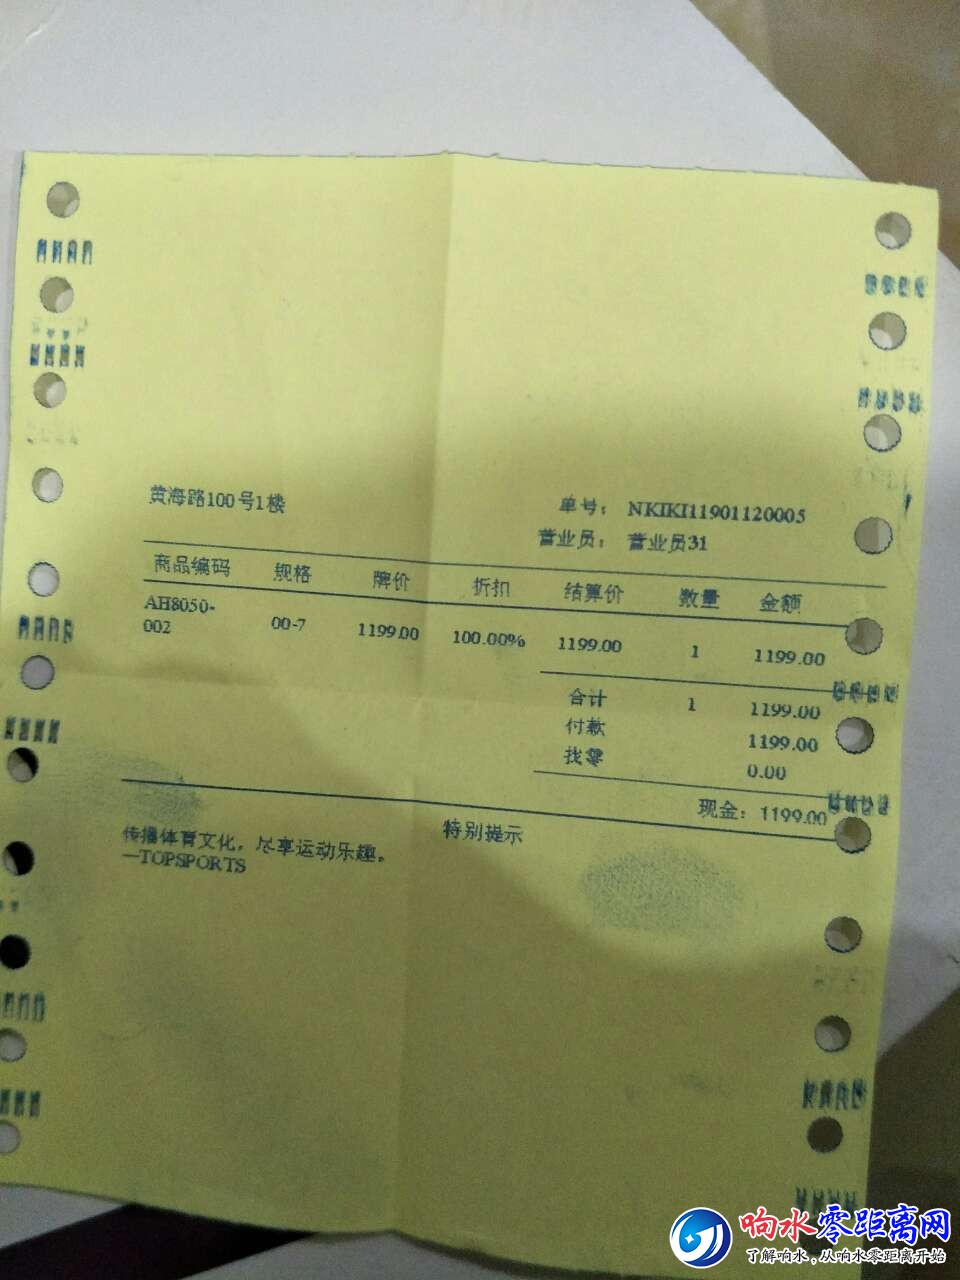 黄海路100号1楼
单号： NKIKI11901120005
营业员： 营业员31
商品编码 规格 牌价 折扣 结算价 数量 金额
AH8050-
002 00-7 1199.00 100.00% 1199.00 1 1199.00
合计 1 1199.00
付款 1199.00
找零 0.00
现金： 1199.00
特别提示
传播体育文化，尽享运动乐趣。
—TOPSPORTS
响水零距离网
了解响水，从响水零距离开始